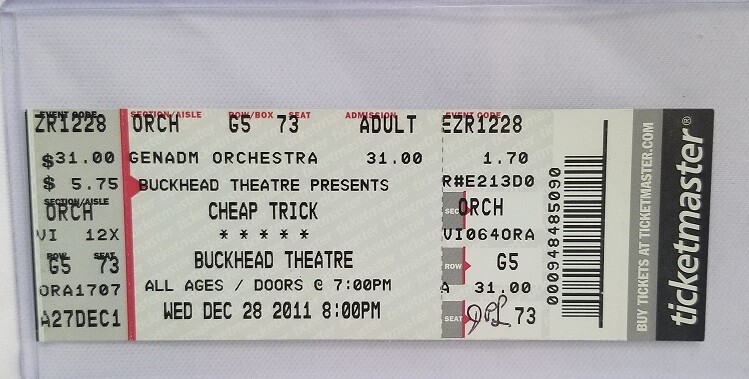 EVENT CODE SECTION/AISLE ROW/BOX SEAT ADMISSION EVENT CODE
ZR1228 ORCH G5 73 ADULT EZR1228
$31.00 GENADM ORCHESTRA 31.00 1.70
$ 5.75 BUCKHEAD THEATRE PRESENTS R#E213D0
SECTION/AISLE
ORCH CHEAP TRICK SEC ORCH
VI 12X * * * * * VI064ORA
ROW SEAT
G5 73 BUCKHEAD THEATRE ROW G5
ORA1707 ALL AGES / DOORS @ 7:00PM A 31.00
A27DEC1 WED DEC 28 2011 8:00PM SEAT 73
000948485090
BUY TICKETS AT TICKETMASTER.COM
ticketmaster®